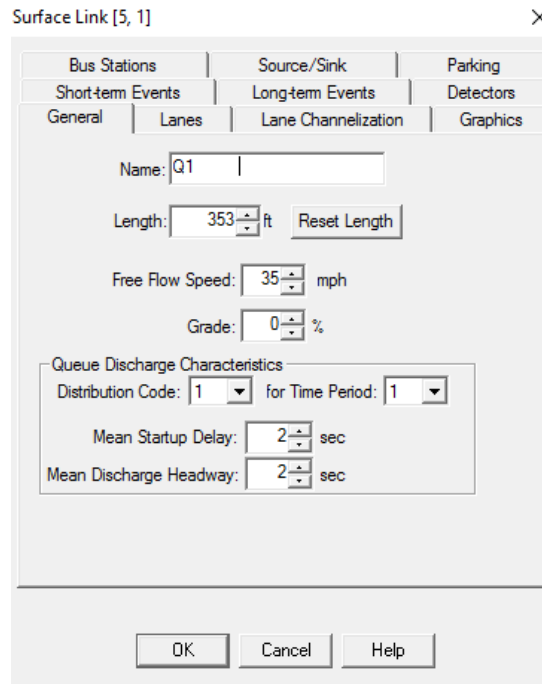 Surface Link [5, 1]
Bus Stations Source/Sink Parking
Short-term Events Long-term Events Detectors
General Lanes Lane Channelization Graphics
Name: Q1
Length: 353 ft Reset Length
Free Flow Speed: 35 mph
Grade: 0 %
Queue Discharge Characteristics
Distribution Code: 1 for Time Period: 1
Mean Startup Delay: 2 sec
Mean Discharge Headway: 2 sec
OK Cancel Help